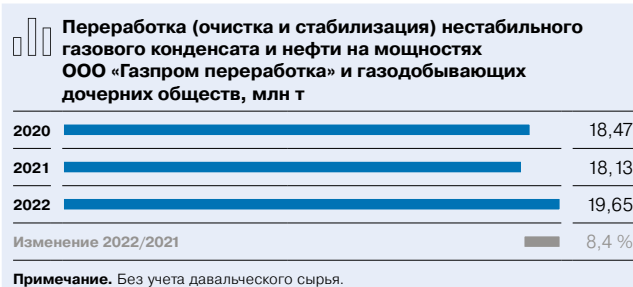 Переработка (очистка и стабилизация) нестабильного
газового конденсата и нефти на мощностях
ООО «Газпром переработка» и газодобывающих
дочерних обществ, млн т
2020 18,47
2021 18,13
2022 19,65
Изменение 2022/2021 8,4 %
Примечание. Без учета давальческого сырья.